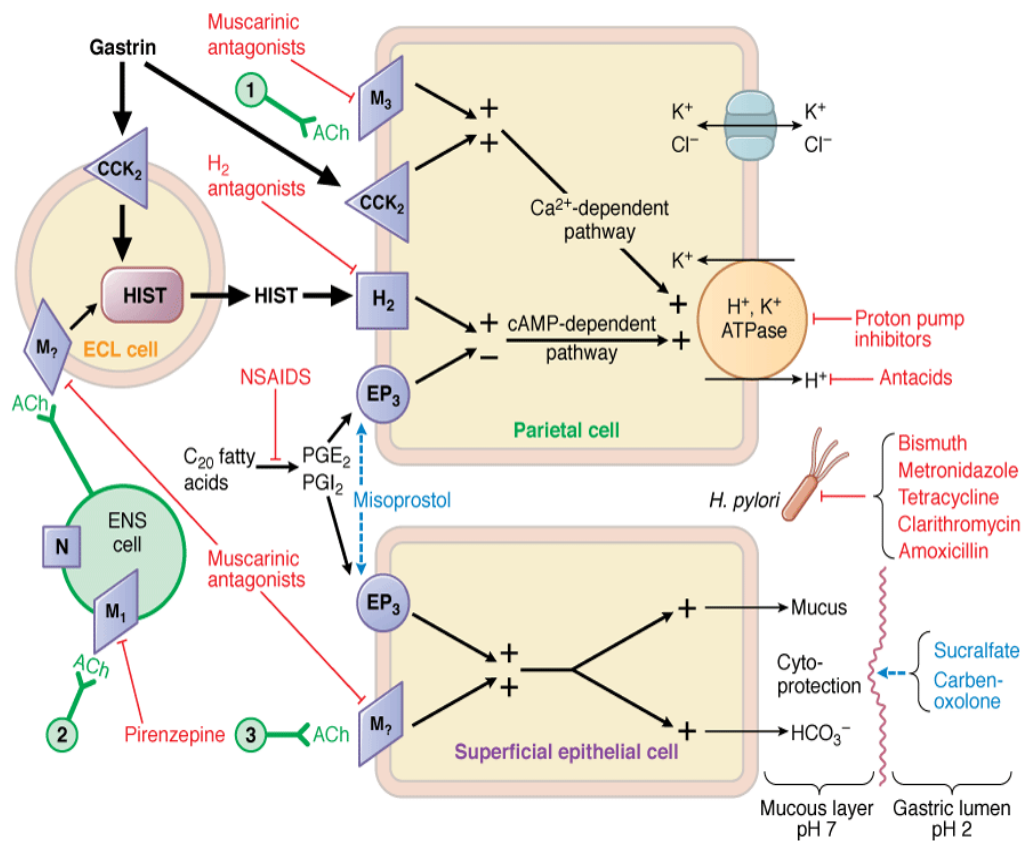 Gastrin
Muscarinic
antagonists
1
ACh
M3
CCK2
H2
antagonists
CCK2
HIST
HIST
H2
M?
ECL cell
+
+
Ca2+-dependent
pathway
+
+
–
cAMP-dependent
pathway
+
K+
Cl–
K+
Cl–
K+
H+, K+
ATPase
H+
Proton pump
inhibitors
Antacids
NSAIDS
EP3
Parietal cell
C20 fatty
acids
PGE2
PGI2
Misoprostol
ACh
ENS
cell
N
M1
ACh
2
Pirenzepine
Muscarinic
antagonists
3
ACh
EP3
M?
+
+
+
+
Superficial epithelial cell
H. pylori
Bismuth
Metronidazole
Tetracycline
Clarithromycin
Amoxicillin
Mucus
Cyto-
protection
HCO3–
Sucralfate
Carben-
oxolone
Mucous layer
pH 7
Gastric lumen
pH 2